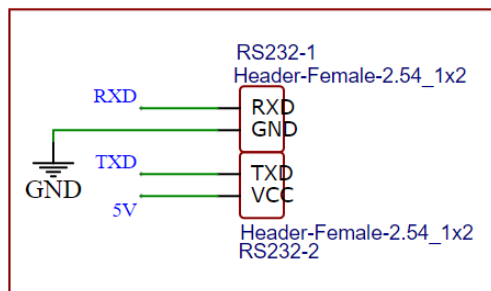 RS232-1
Header-Female-2.54_1x2
RXD RXD
GND
TXD TXD
GND
5V VCC
Header-Female-2.54_1x2
RS232-2